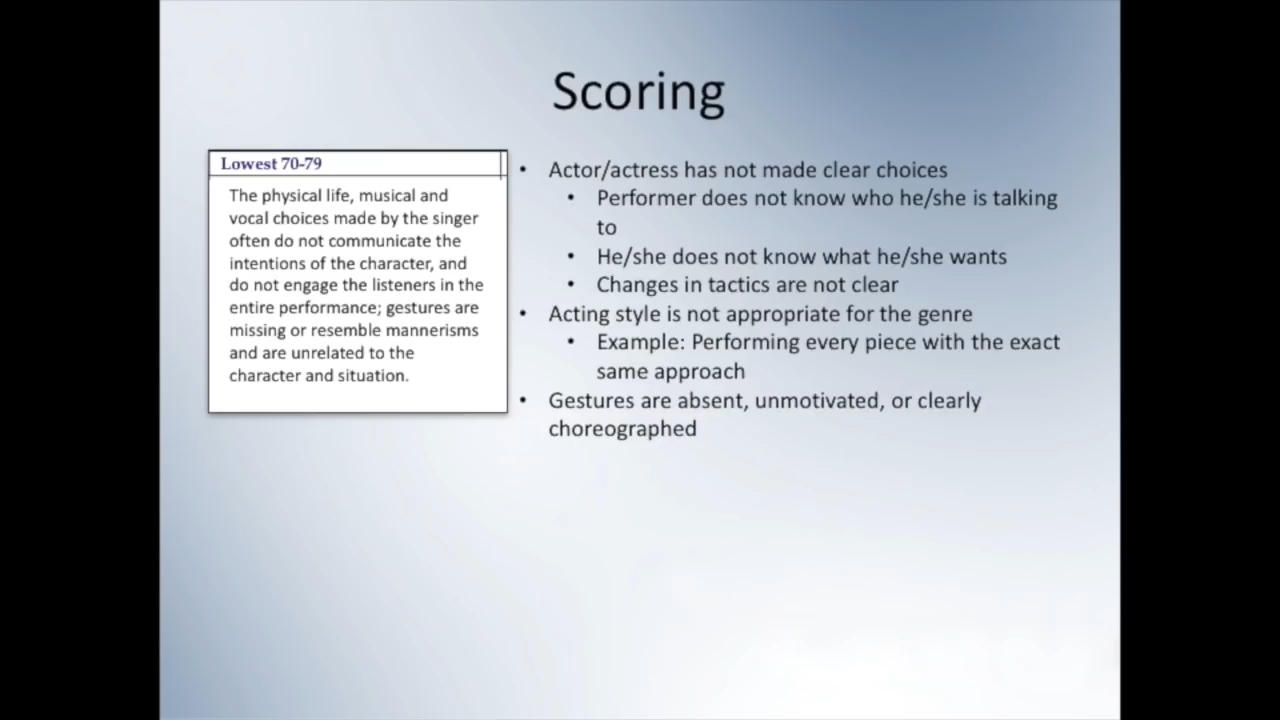 Scoring
Lowest 70-79
The physical life, musical and
vocal choices made by the singer
often do not communicate the
intentions of the character, and
do not engage the listeners in the
entire performance; gestures are
missing or resemble mannerisms
and are unrelated to the
character and situation.
• Actor/actress has not made clear choices
• Performer does not know who he/she is talking
to
• He/she does not know what he/she wants
• Changes in tactics are not clear
• Acting style is not appropriate for the genre
• Example: Performing every piece with the exact
same approach
• Gestures are absent, unmotivated, or clearly
choreographed